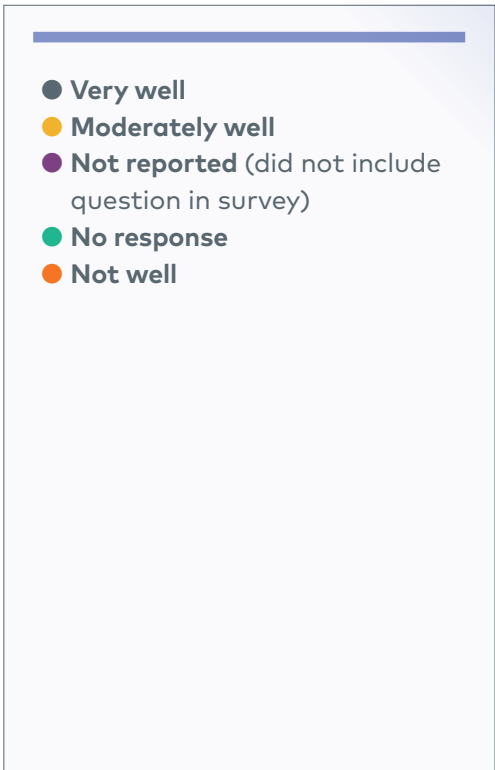 Very well
Moderately well
Not reported (did not include
question in survey)
No response
Not well